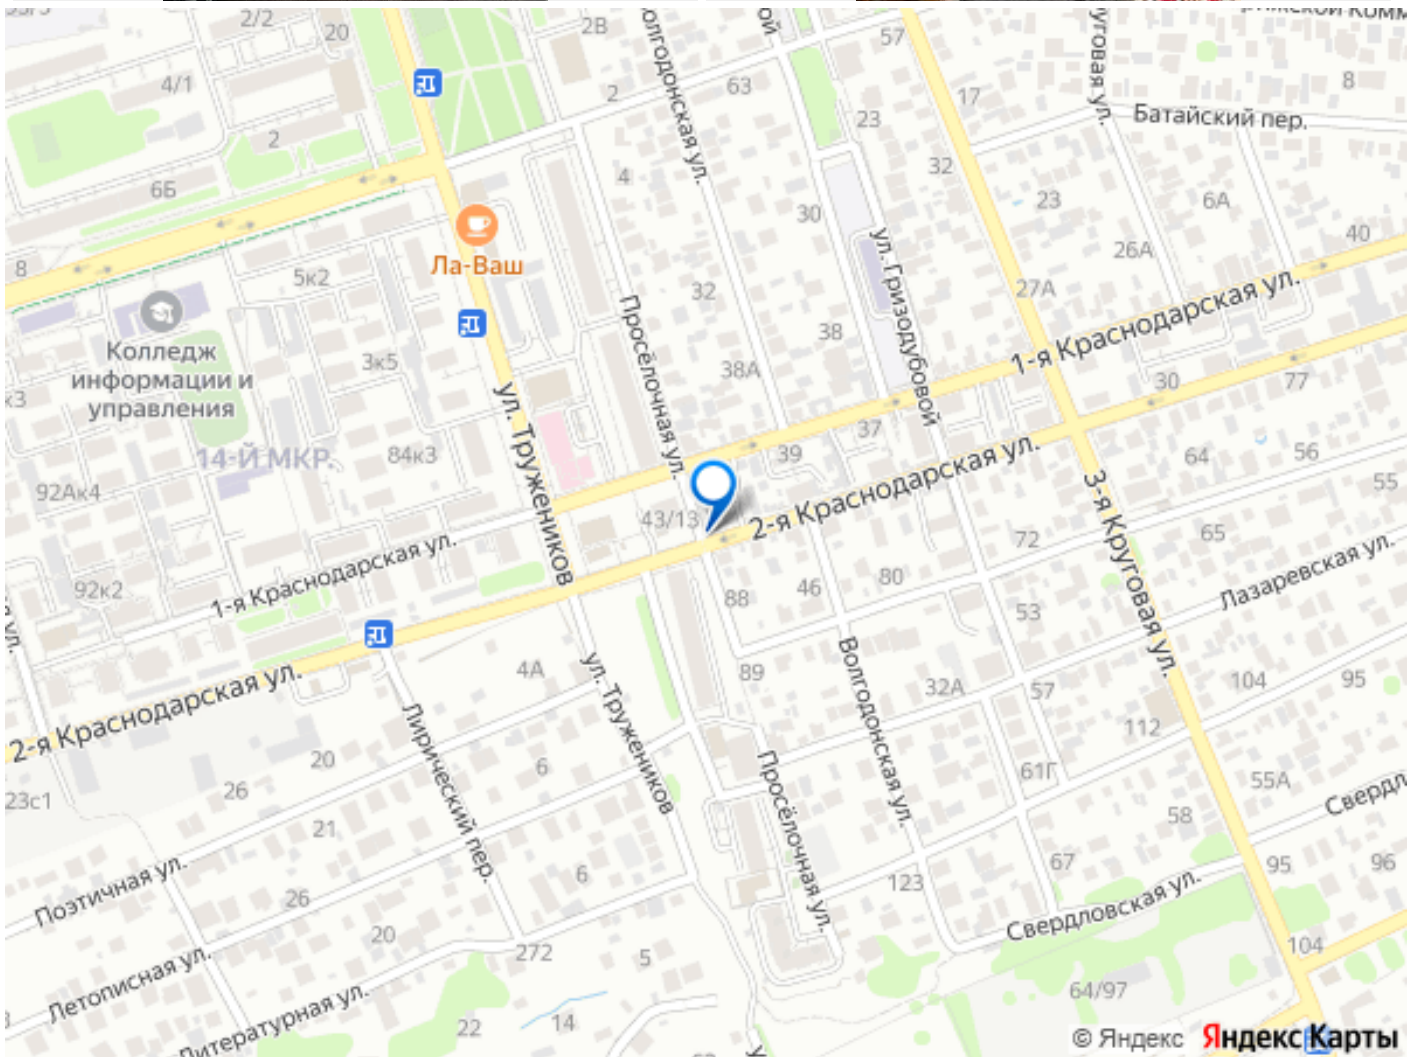 2/2
20
2В
57
4/1
2
63
17
8
2
23
Батайский пер.
6Б
4
32
Волгодонская ул.
30
23
6А
Ла-Ваш
ул. Гризодубовой
26А
40
8
5к2
32
27А
Колледж
информации и
управления
3к5
Просёлочная ул.
38
38А
1-я Краснодарская ул.
30
77
ул. Тружеников
14-Й МКР.
84к3
39
37
64
56
92Ак4
43/13
2-я Краснодарская ул.
3-я Круговая ул.
55
65
1-я Краснодарская ул.
72
92к2
88
46
80
53
Лазаревская ул.
4А
89
32А
57
104
95
2-я Краснодарская ул.
ул. Тружеников
Волгодонская ул.
112
Лирический пер.
20
6
61Г
55А
23с1
26
Просёлочная ул.
58
21
67
95
96
Поэтичная ул.
6
123
26
Свердловская ул.
20
272
5
104
Летописная ул.
64/97
Литературная ул.
22
14
© Яндекс Яндекс Карты